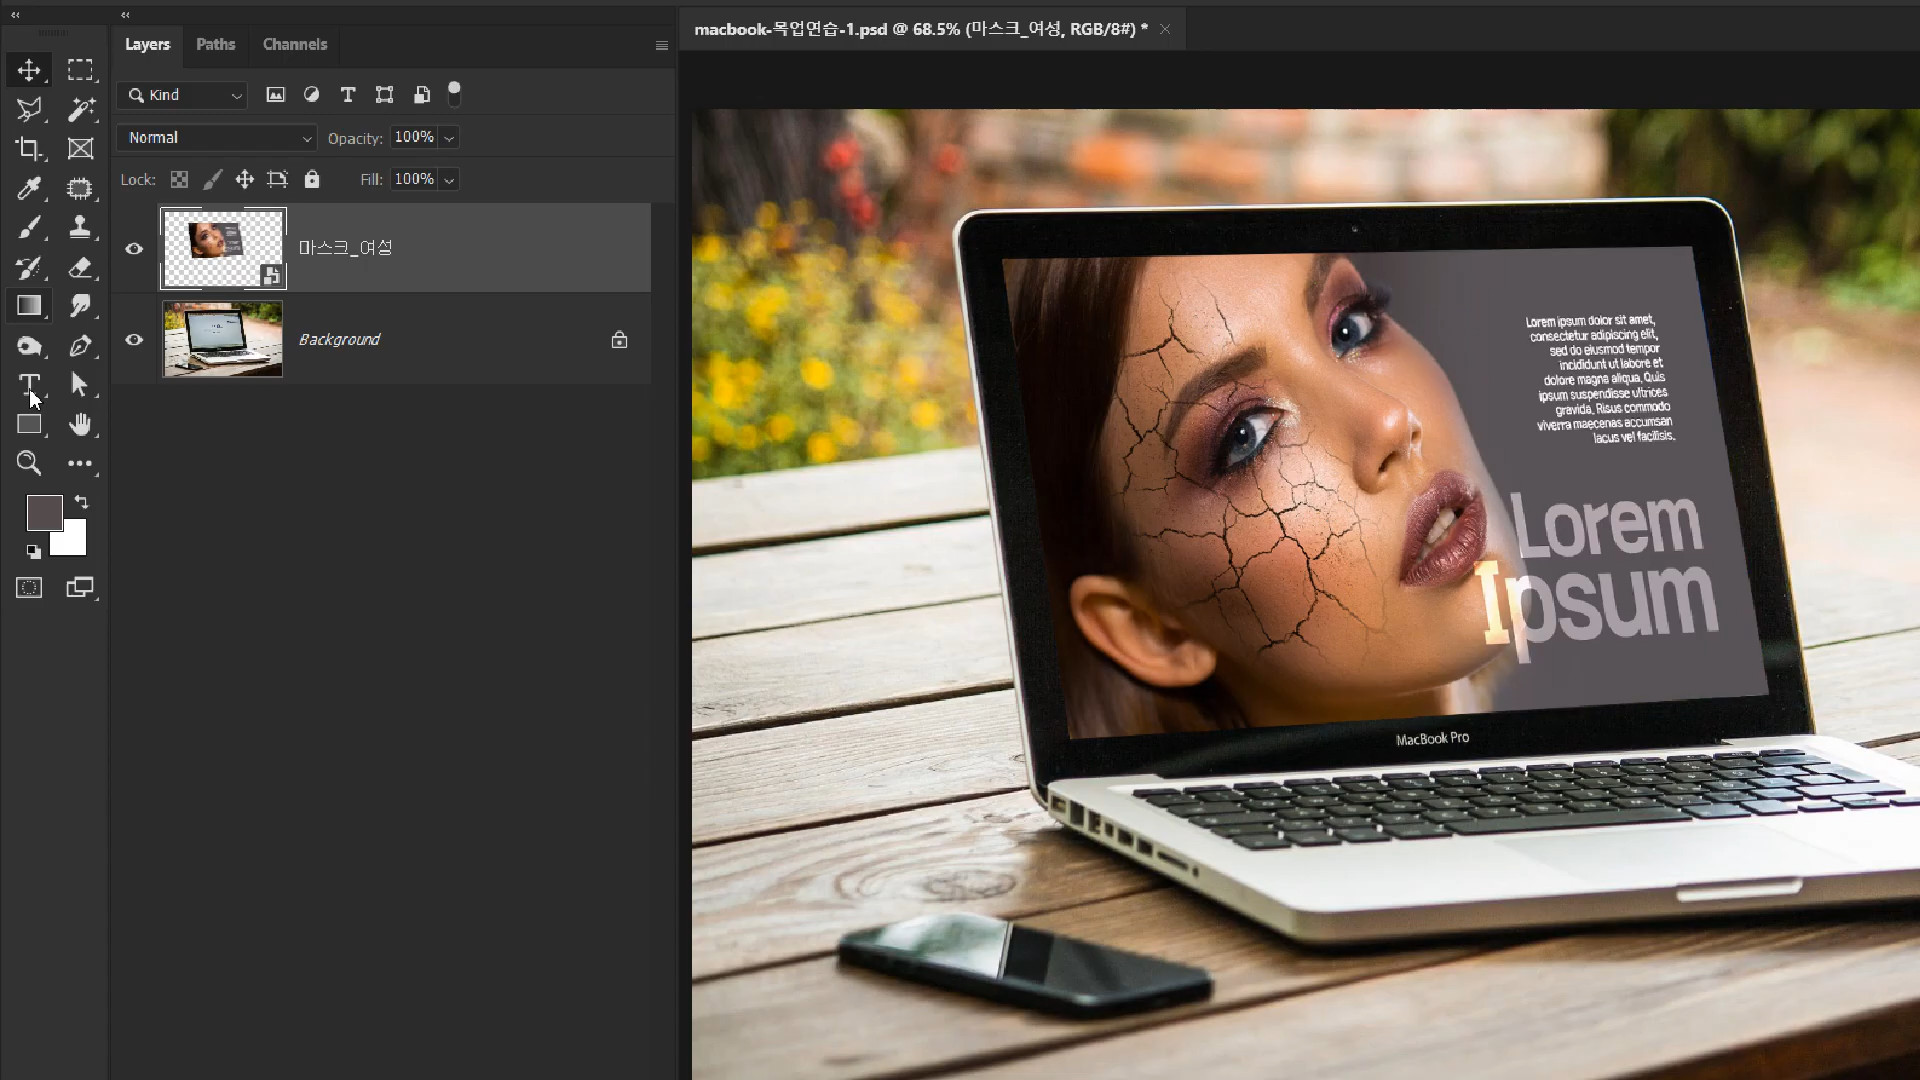 Layers Paths Channels
macbook-목업연습-1.psd @ 68.5% (마스크_여성, RGB/8#) *
Kind
Normal
Opacity: 100%
Lock:
Fill: 100%
마스크_여성
Background
Lorem ipsum dolor sit amet,
consectetur adipiscing elit,
sed do eiusmod tempor
incididunt ut labore et
dolore magna aliqua. Quis
ipsum suspendisse ultrices
gravida. Risus commodo
viverra maecenas accumsan
lacus vel facilisis.
Lorem
Ipsum
MacBook Pro